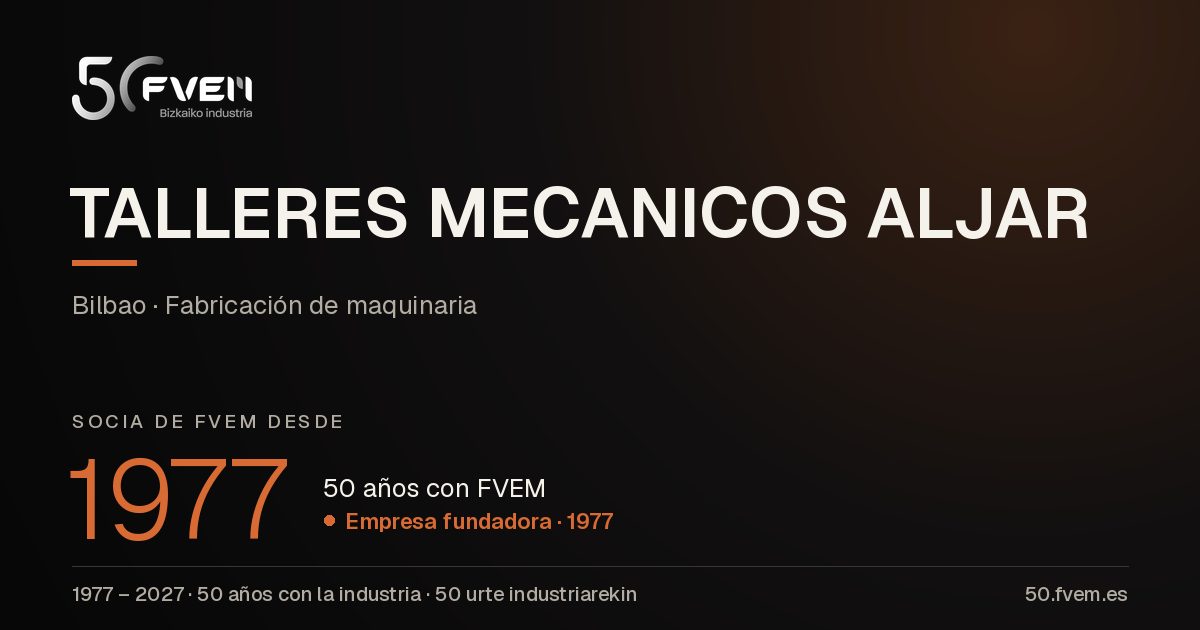 50 FVEM
Bizkaiko industria
TALLERES MECANICOS ALJAR
Bilbao · Fabricación de maquinaria
SOCIA DE FVEM DESDE
1977
50 años con FVEM
Empresa fundadora · 1977
1977 – 2027 · 50 años con la industria · 50 urte industriarekin
50.fvem.es